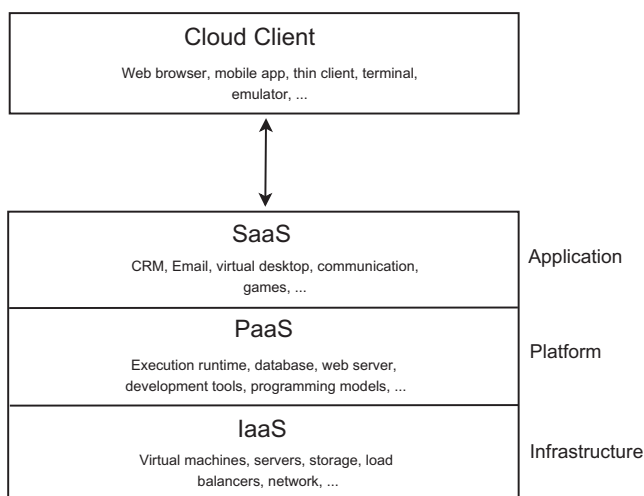 Cloud Client
Web browser, mobile app, thin client, terminal,
emulator, ...
SaaS
CRM, Email, virtual desktop, communication,
games, ...
Application
PaaS
Execution runtime, database, web server,
development tools, programming models, ...
Platform
IaaS
Virtual machines, servers, storage, load
balancers, network, ...
Infrastructure